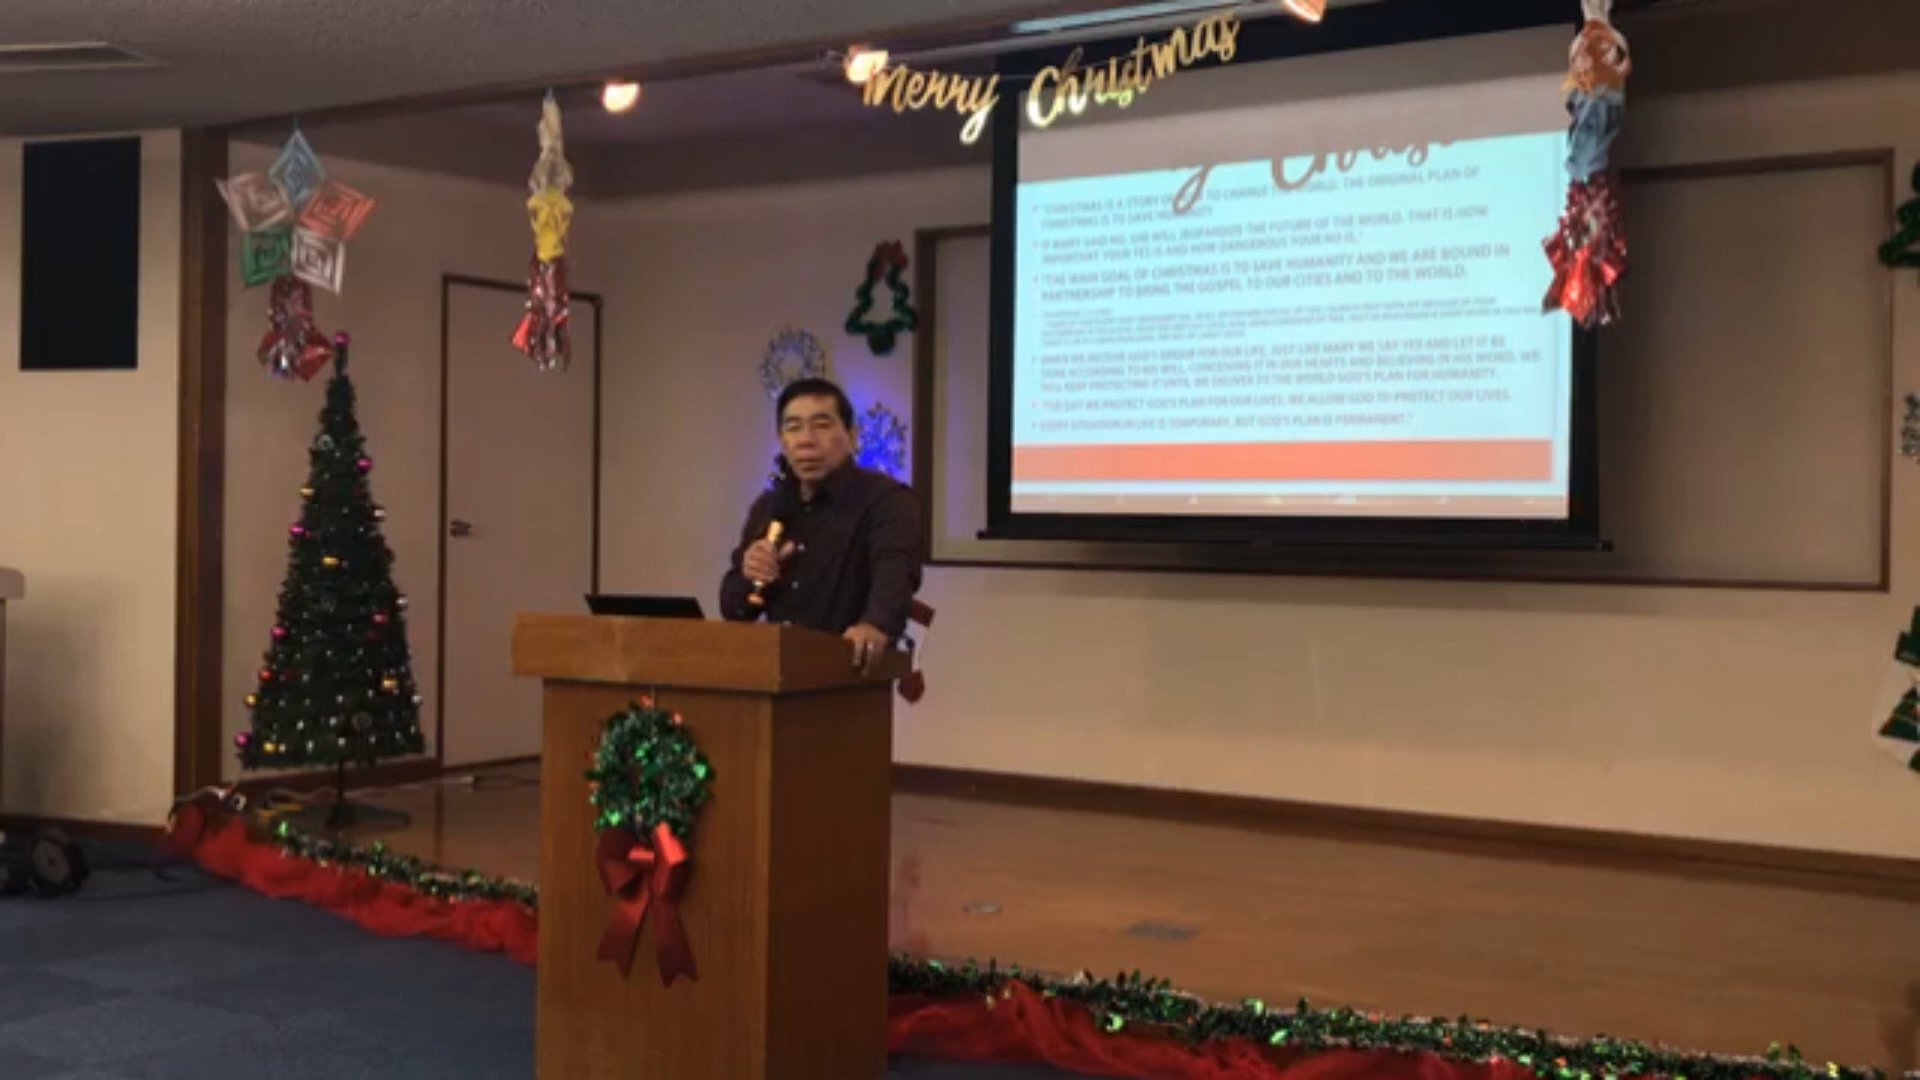 Merry Christmas
"CHRISTMAS IS A STORY TO CHANGE WORLD. THE ORIGINAL PLAN OF
CHRISTMAS IS TO SAVE HUMANITY
IF MARY SAID NO, SHE WILL JEOPARDIZE THE FUTURE OF THE WORLD. THAT IS HOW
IMPORTANT YOUR YES IS AND HOW DANGEROUS YOUR NO IS."
"THE MAIN GOAL OF CHRISTMAS IS TO SAVE HUMANITY AND WE ARE BOUND IN
PARTNERSHIP TO BRING THE GOSPEL TO OUR CITIES AND TO THE WORLD.
WHEN WE RECEIVE GOD'S DREAM FOR OUR LIFE, JUST LIKE MARY WE SAY YES AND LET IT BE
DONE ACCORDING TO HIS WILL, CONCEIVING IT IN OUR HEARTS AND BELIEVING IN HIS WORD. WE
KEEP PROTECTING IT UNTIL WE DELIVER TO THE WORLD GOD'S PLAN FOR HUMANITY.
"THE DAY WE PROTECT GOD'S PLAN FOR OUR LIVES, WE ALLOW GOD TO PROTECT OUR LIVES.
EVERY SITUATION IN LIFE IS TEMPORARY, BUT GOD'S PLAN IS PERMANENT."